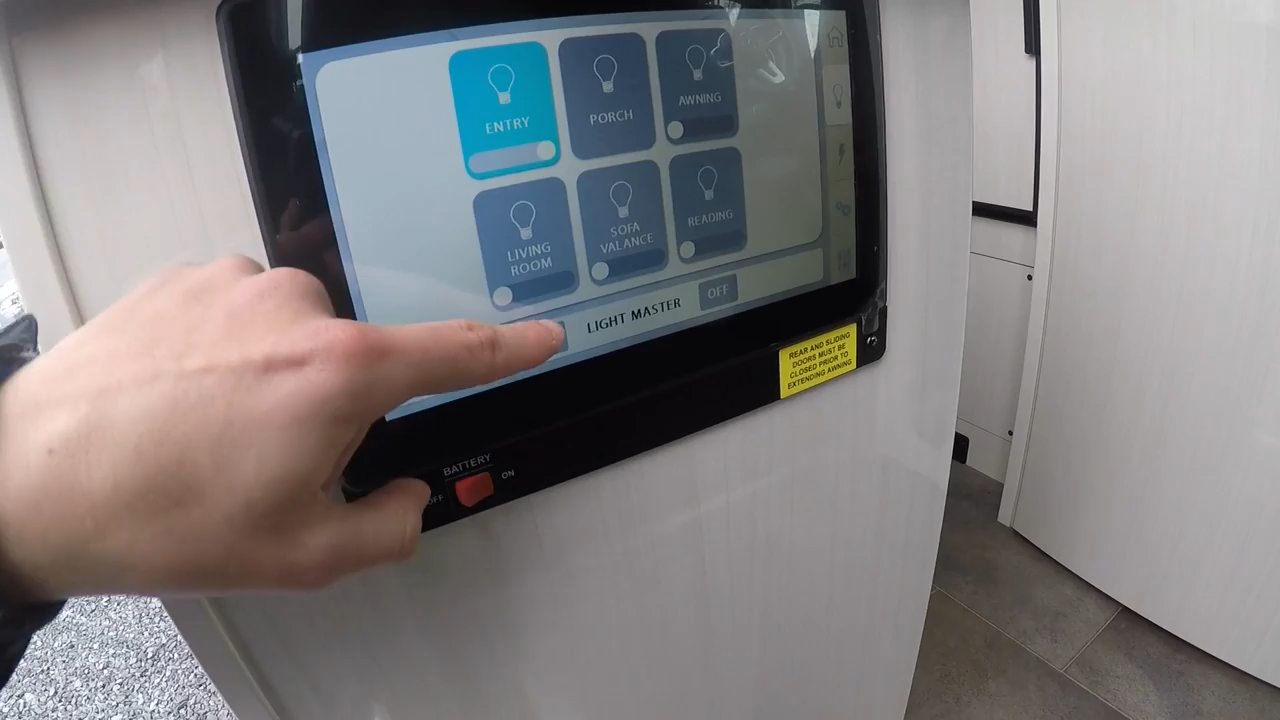 ENTRY
PORCH
AWNING
LIVING
ROOM
SOFA
VALANCE
READING
LIGHT MASTER
OFF
REAR AND SLIDING
DOORS MUST BE
CLOSED PRIOR TO
EXTENDING AWNING
BATTERY
OFF
ON